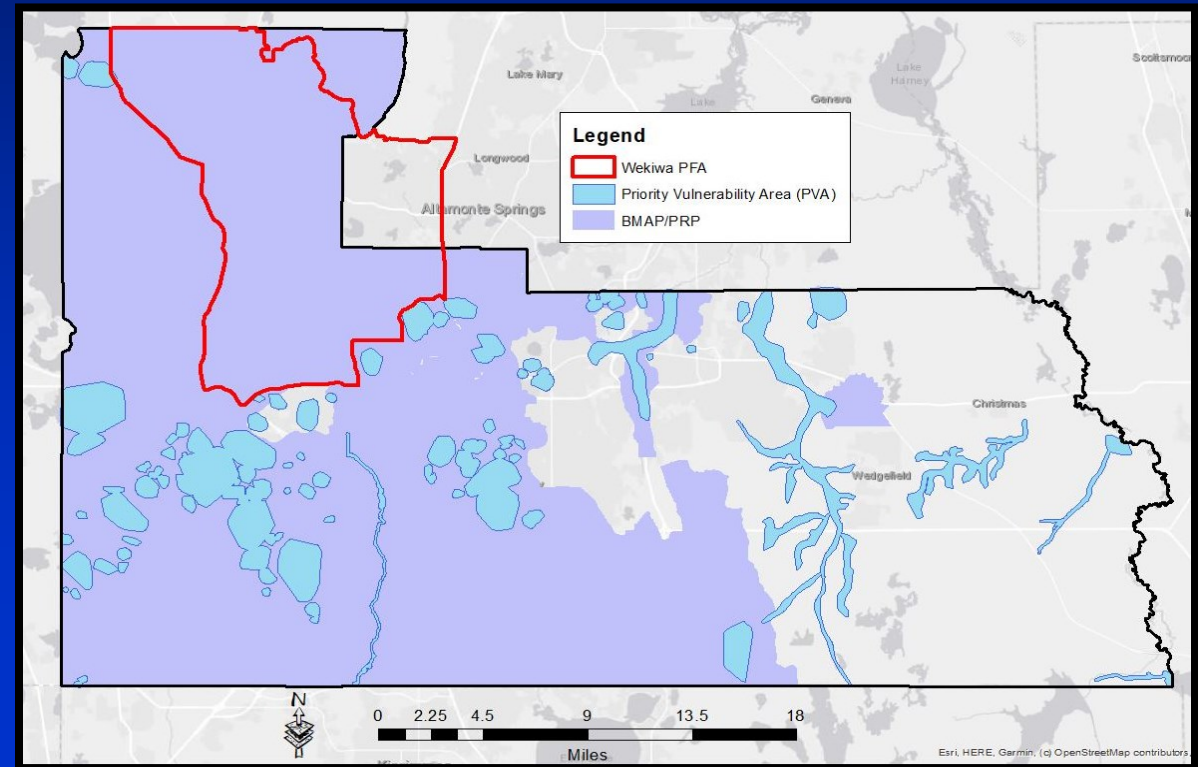 Lake Mary
Lake
Harney
Scottsmoor
Lake
Geneva
Legend
Longwood
Wekiwa PFA
Priority Vulnerability Area (PVA)
Altamonte Springs
BMAP/PRP
Christmas
Wedgefield
N
0 2.25 4.5 9 13.5 18
Miles
Esri, HERE, Garmin, (c) OpenStreetMap contributors